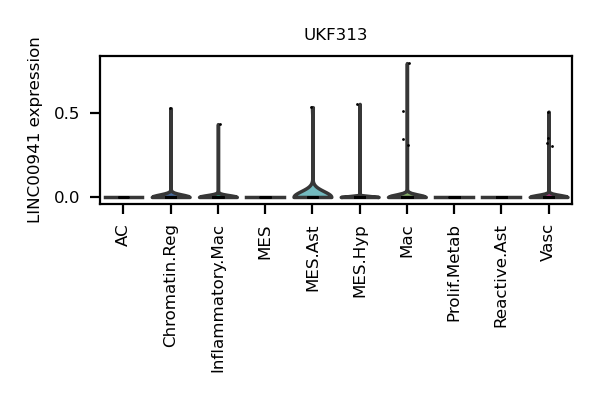 UKF313
LINC00941 expression
0.5
0.0
AC
Chromatin.Reg
Inflammatory.Mac
MES
MES.Ast
MES.Hyp
Mac
Prolif.Metab
Reactive.Ast
Vasc